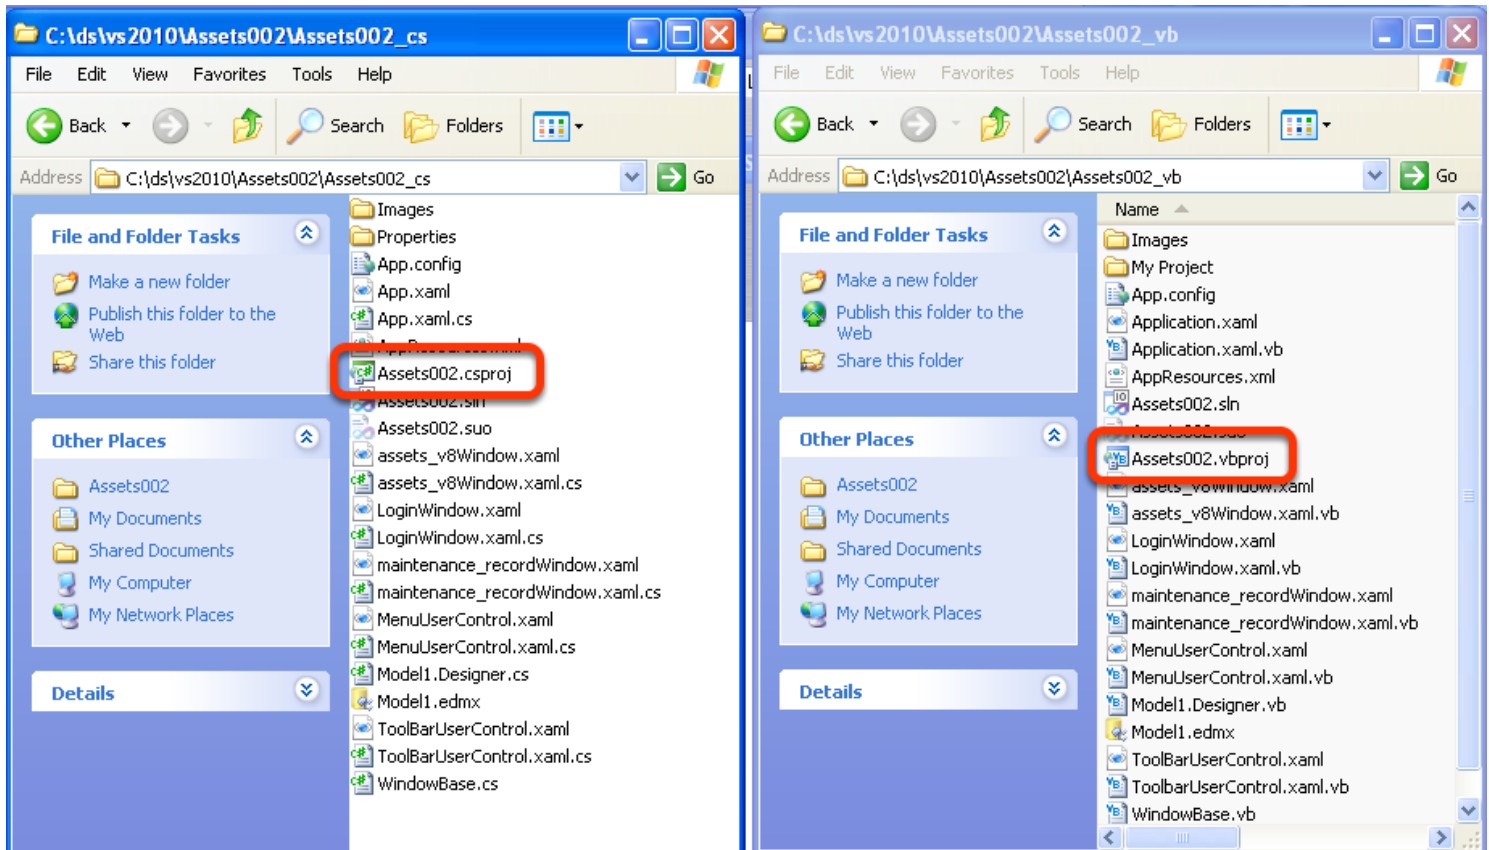 C:\ds\vs2010\Assets002\Assets002_cs
File Edit View Favorites Tools Help
Back Search Folders
Address C:\ds\vs2010\Assets002\Assets002_cs Go
File and Folder Tasks
Make a new folder
Publish this folder to the
Web
Share this folder
Other Places
Assets002
My Documents
Shared Documents
My Computer
My Network Places
Details
Images
Properties
App.config
App.xaml
App.xaml.cs
AppResources.xml
Assets002.csproj
Assets002.sln
Assets002.suo
assets_v8Window.xaml
assets_v8Window.xaml.cs
LoginWindow.xaml
LoginWindow.xaml.cs
maintenance_recordWindow.xaml
maintenance_recordWindow.xaml.cs
MenuUserControl.xaml
MenuUserControl.xaml.cs
Model1.Designer.cs
Model1.edmx
ToolBarUserControl.xaml
ToolBarUserControl.xaml.cs
WindowBase.cs
C:\ds\vs2010\Assets002\Assets002_vb
File Edit View Favorites Tools Help
Back Search Folders
Address C:\ds\vs2010\Assets002\Assets002_vb Go
File and Folder Tasks
Make a new folder
Publish this folder to the
Web
Share this folder
Other Places
Assets002
My Documents
Shared Documents
My Computer
My Network Places
Details
Name
Images
My Project
App.config
Application.xaml
Application.xaml.vb
AppResources.xml
Assets002.sln
Assets002.suo
Assets002.vbproj
assets_v8Window.xaml
assets_v8Window.xaml.vb
LoginWindow.xaml
LoginWindow.xaml.vb
maintenance_recordWindow.xaml
maintenance_recordWindow.xaml.vb
MenuUserControl.xaml
MenuUserControl.xaml.vb
Model1.Designer.vb
Model1.edmx
ToolBarUserControl.xaml
ToolbarUserControl.xaml.vb
WindowBase.vb